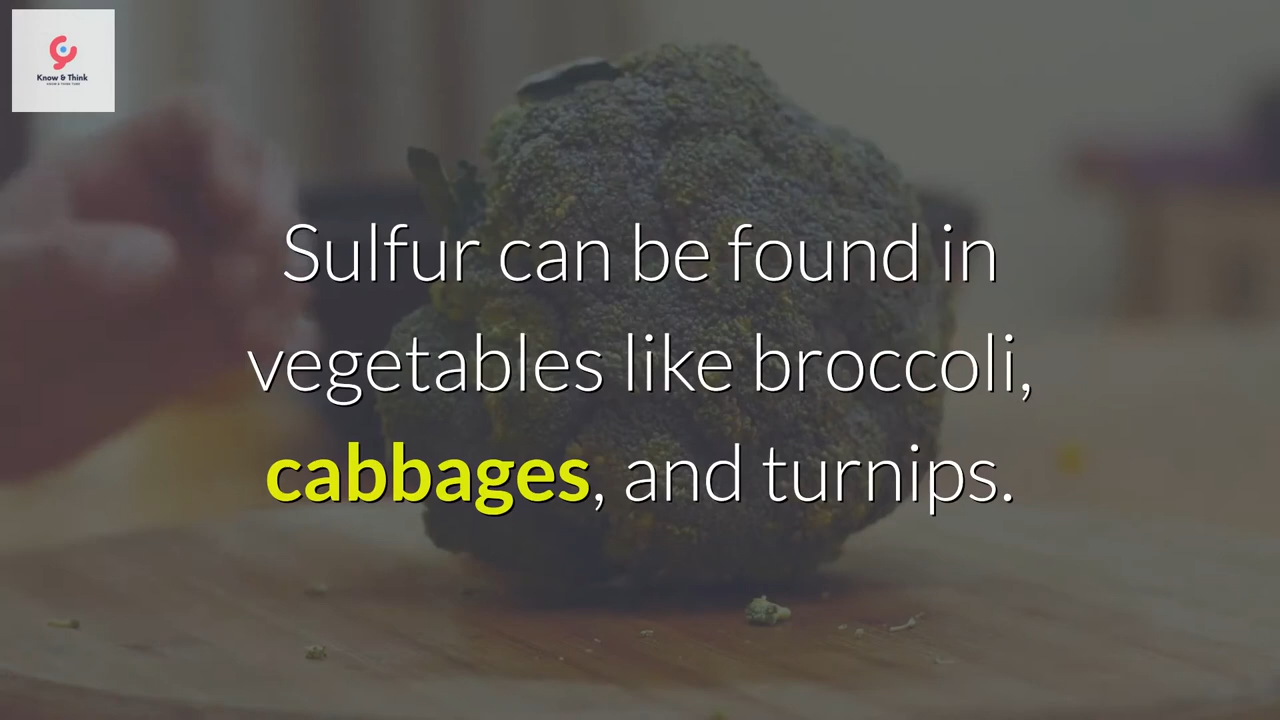 Know & Think
Sulfur can be found in
vegetables like broccoli,
cabbages, and turnips.